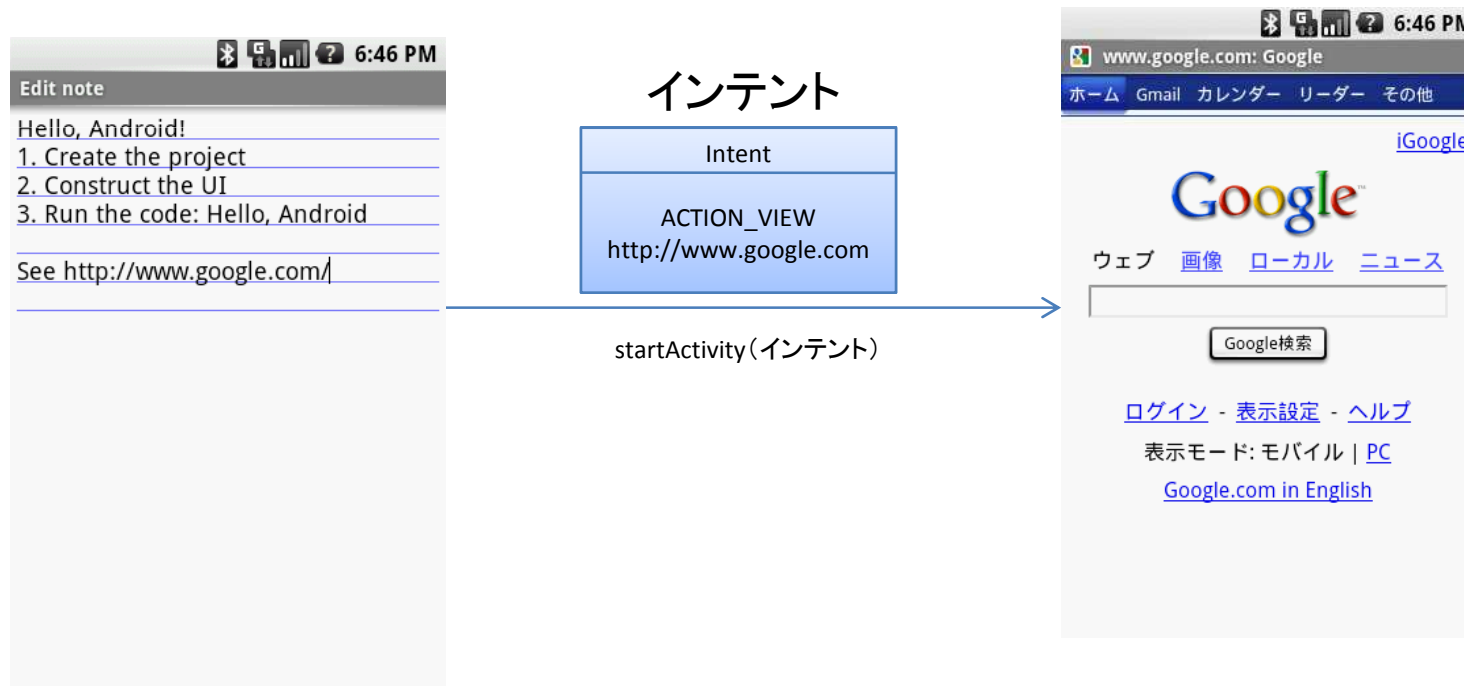 6:46 PM
Edit note
Hello, Android!
1. Create the project
2. Construct the UI
3. Run the code: Hello, Android
See http://www.google.com/
インテント
Intent
ACTION_VIEW
http://www.google.com
startActivity(インテント)
6:46 PM
www.google.com: Google
ホーム Gmail カレンダー リーダー その他
iGoogle
Google™
ウェブ 画像 ローカル ニュース
Google検索
ログイン - 表示設定 - ヘルプ
表示モード: モバイル | PC
Google.com in English